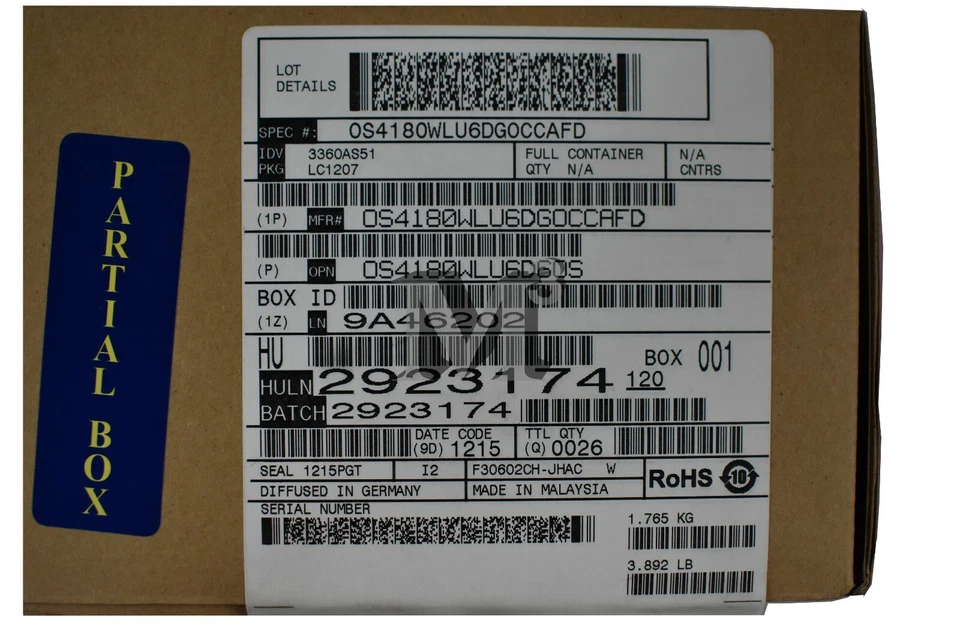 PARTIAL BOX
LOT
DETAILS
SPEC #: OS4180WLU6DGOCCAFD
IDV 3360AS51
PKG LC1207
FULL CONTAINER
QTY N/A
N/A
CNTRS
(1P) MFR# OS4180WLU6DGOCCAFD
(P) OPN OS4180WLU6DGOS
BOX ID
(1Z) LN 9A46202
HU
BOX 001
HULN 2923174 120
BATCH 2923174
DATE CODE
(9D) 1215
TTL QTY
(Q) 0026
SEAL 1215PGT I2 F30602CH-JHAC W
RoHS 10
DIFFUSED IN GERMANY MADE IN MALAYSIA
SERIAL NUMBER
1.765 KG
3.892 LB
M